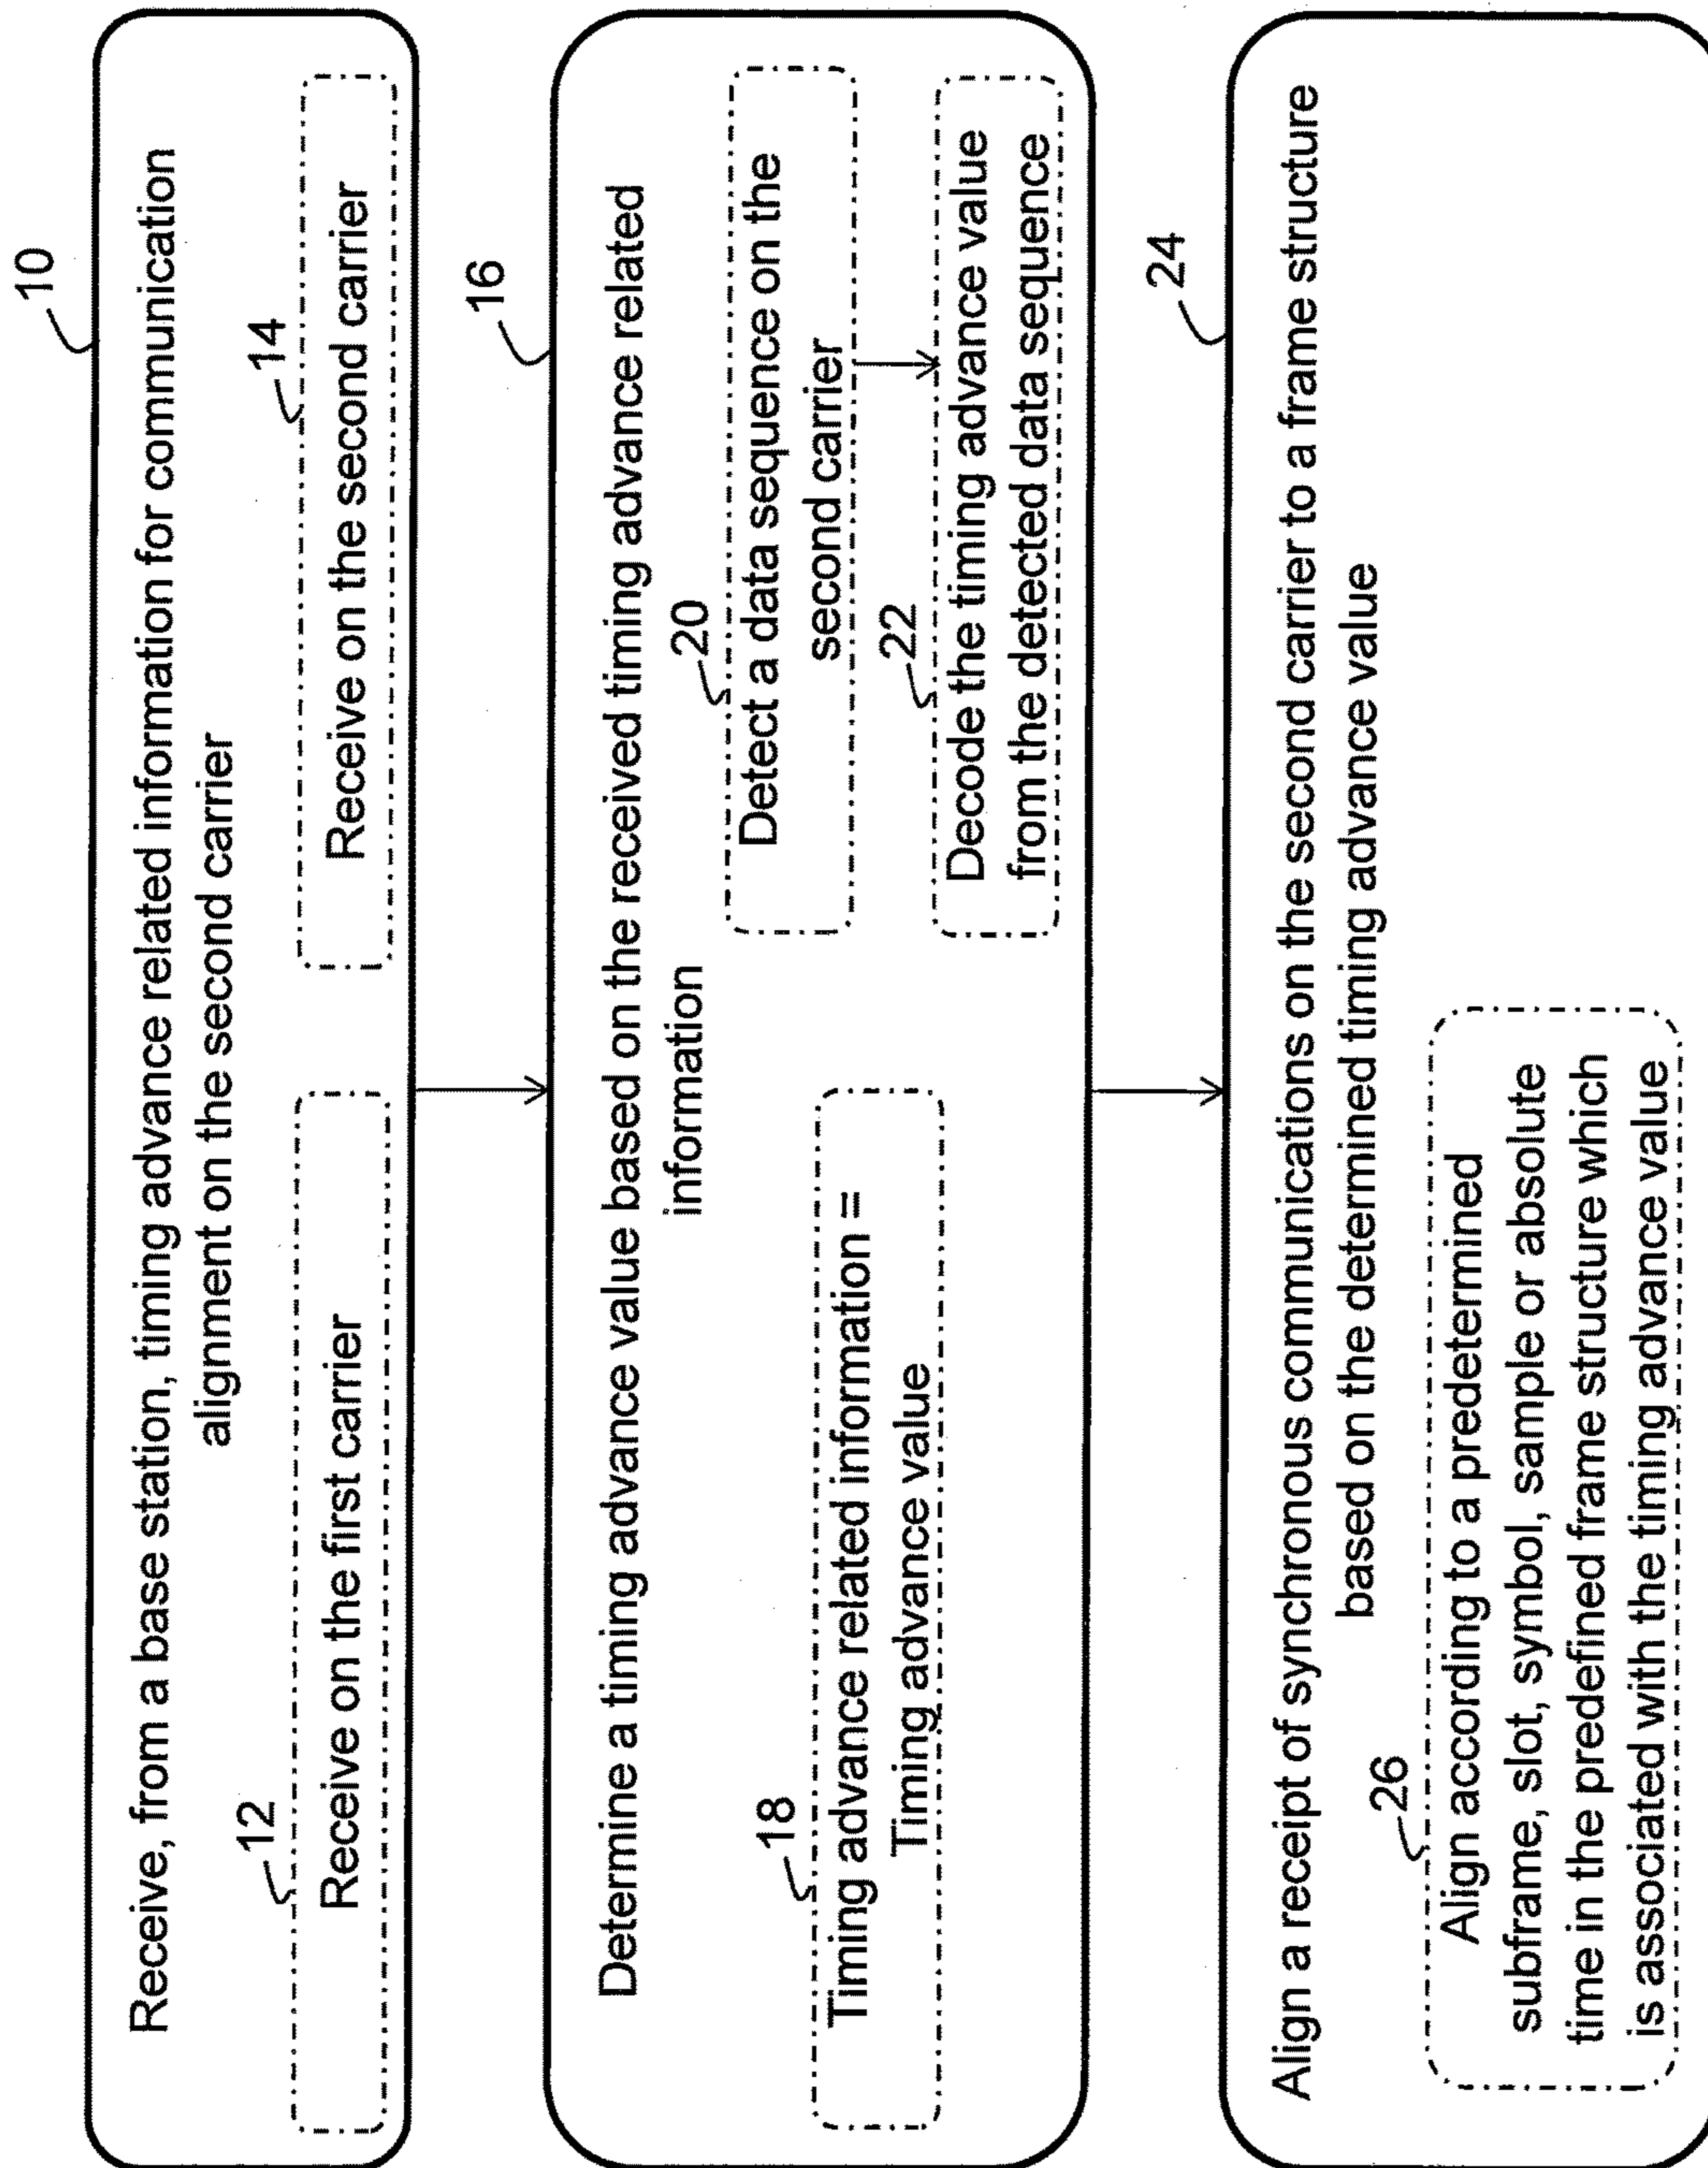 10
Receive, from a base station, timing advance related information for communication
alignment on the second carrier
12
Receive on the first carrier
14
Receive on the second carrier
16
Determine a timing advance value based on the received timing advance related
information
18
Timing advance related information =
Timing advance value
20
Detect a data sequence on the
second carrier
22
Decode the timing advance value
from the detected data sequence
24
Align a receipt of synchronous communications on the second carrier to a frame structure
based on the determined timing advance value
26
Align according to a predetermined
subframe, slot, symbol, sample or absolute
time in the predefined frame structure which
is associated with the timing advance value